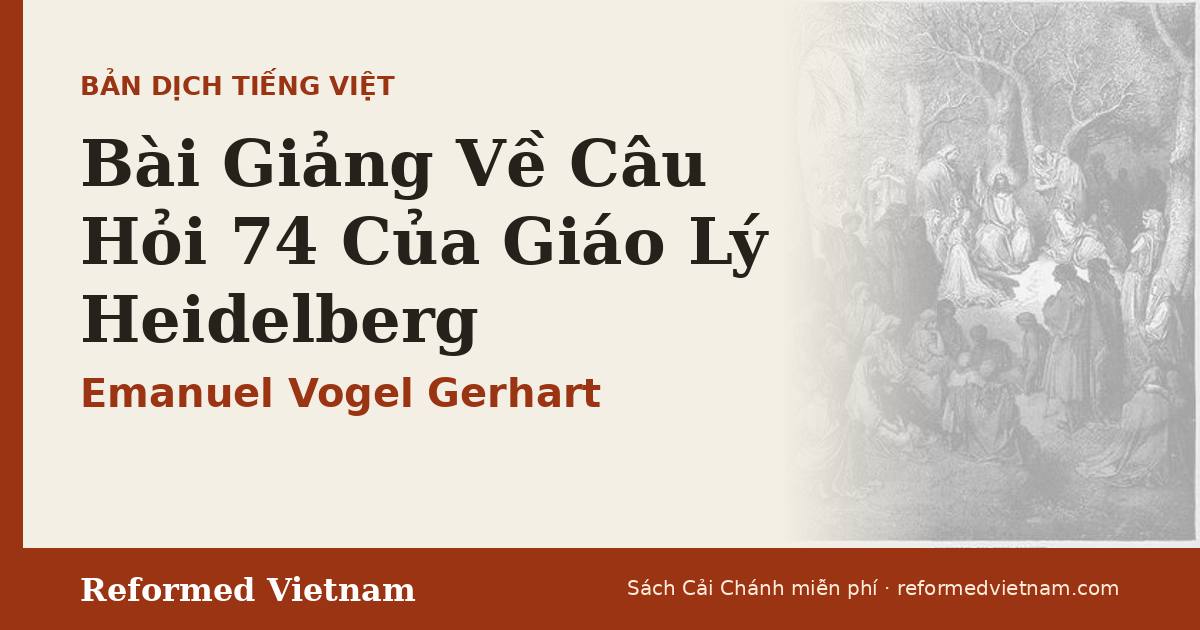 BẢN DỊCH TIẾNG VIỆT
Bài Giảng Về Câu
Hỏi 74 Của Giáo Lý
Heidelberg
Emanuel Vogel Gerhart
Reformed Vietnam
Sách Cải Chánh miễn phí · reformedvietnam.com